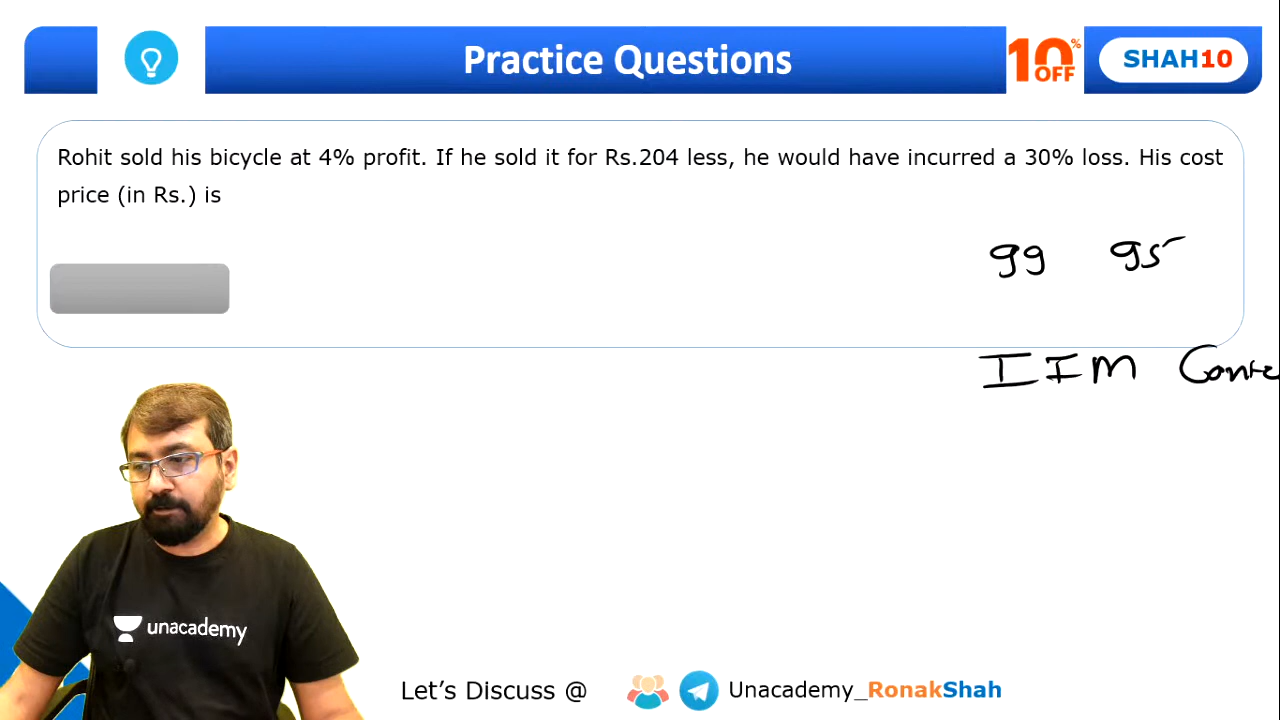 Practice Questions
10% OFF
SHAH10
Rohit sold his bicycle at 4% profit. If he sold it for Rs.204 less, he would have incurred a 30% loss. His cost
price (in Rs.) is
99 95
IIM
unacademy
Let’s Discuss @ Unacademy_RonakShah